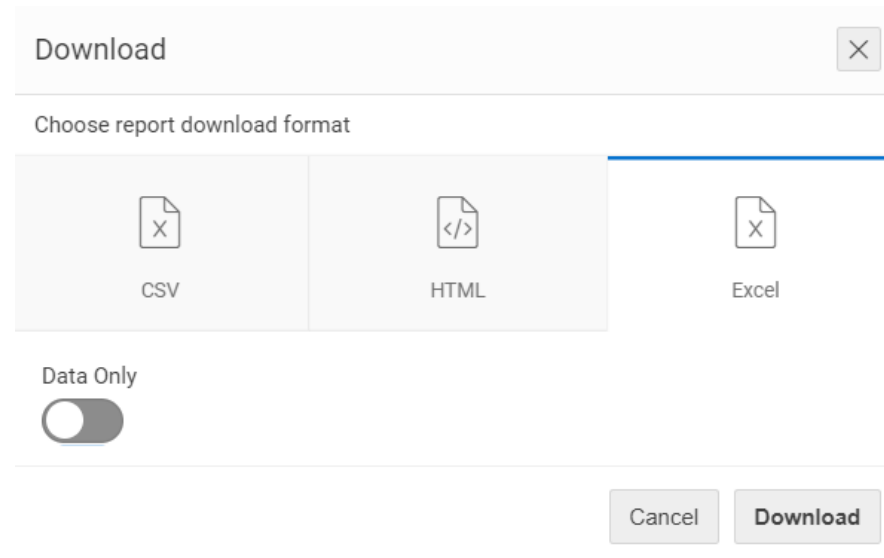 Download
Choose report download format
X
</>
X
CSV
HTML
Excel
Data Only
Cancel
Download